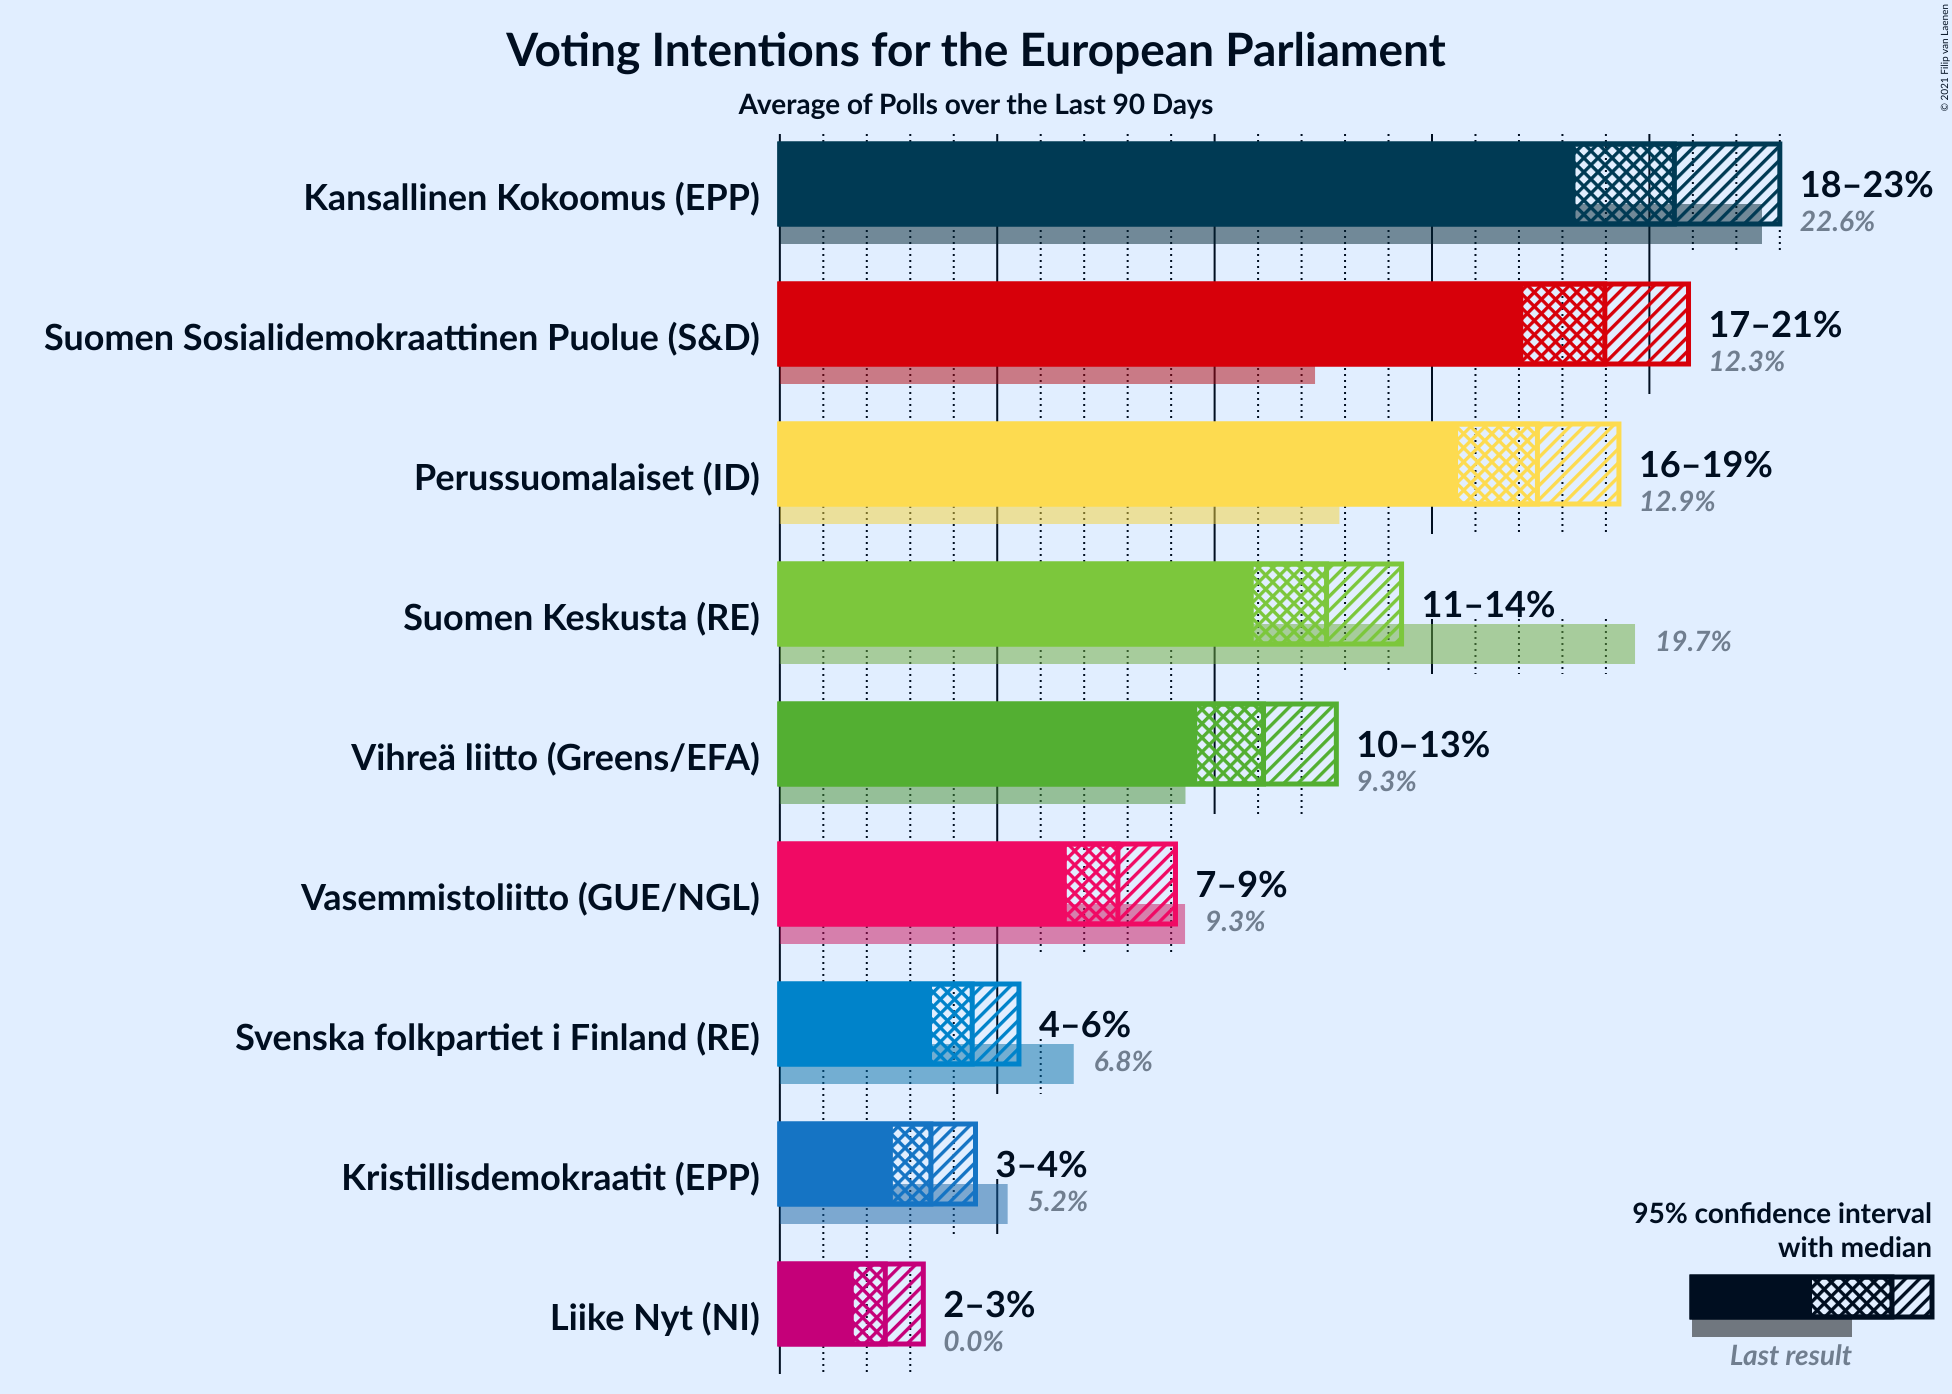 Voting Intentions for the European Parliament
Average of Polls over the Last 90 Days
© 2021 Filip van Laenen
Kansallinen Kokoomus (EPP)
18–23%
22.6%
Suomen Sosialidemokraattinen Puolue (S&D)
17–21%
12.3%
Perussuomalaiset (ID)
16–19%
12.9%
Suomen Keskusta (RE)
11–14%
19.7%
Vihreä liitto (Greens/EFA)
10–13%
9.3%
Vasemmistoliitto (GUE/NGL)
7–9%
9.3%
Svenska folkpartiet i Finland (RE)
4–6%
6.8%
Kristillisdemokraatit (EPP)
3–4%
5.2%
Liike Nyt (NI)
2–3%
0.0%
95% confidence interval
with median
Last result